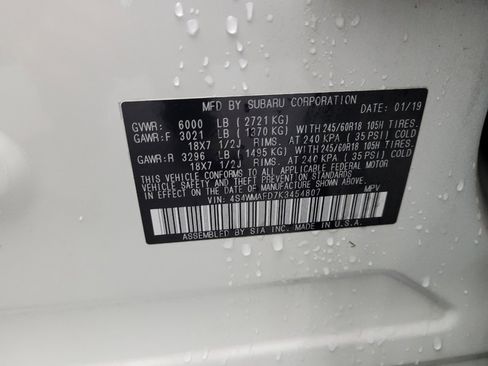 MFD BY SUBARU CORPORATION DATE: 01/19
GVWR: 6000 LB (2721 KG)
GAWR:F 3021 LB (1370 KG) WITH 245/60R18 105H TIRES.
18X7 1/2J RIMS. AT 240 KPA ( 35 PSI) COLD
GAWR:R 3296 LB (1495 KG) WITH 245/60R18 105H TIRES.
18X7 1/2J RIMS. AT 240 KPA ( 35 PSI) COLD
THIS VEHICLE CONFORMS TO ALL APPLICABLE FEDERAL MOTOR
VEHICLE SAFETY AND THEFT PREVENTION STANDARDS IN EFFECT
ON THE DATE OF MANUFACTURE SHOWN ABOVE.
VIN: 4S4WMAFD7K3454807 MPV
ASSEMBLED BY SIA INC. MADE IN U.S.A.